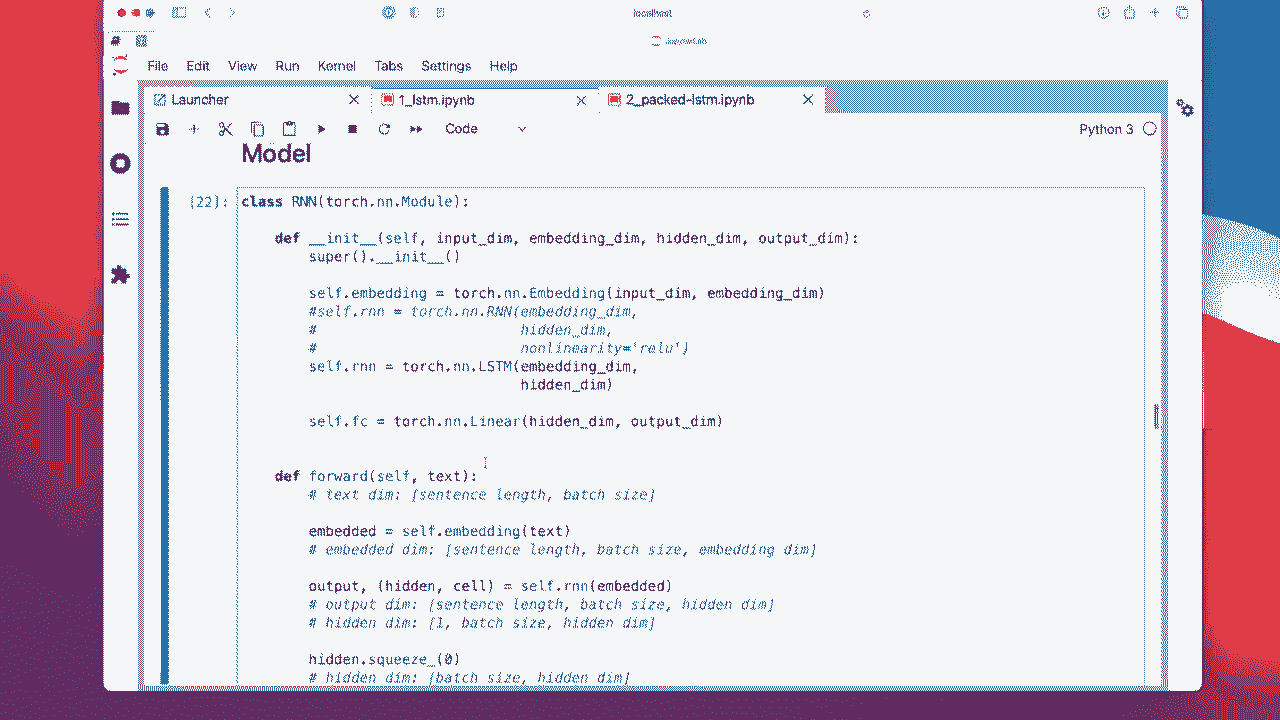 localhost
JupyterLab
File Edit View Run Kernel Tabs Settings Help
Launcher 1_lstm.ipynb 2_packed-lstm.ipynb
Code Python 3
Model
[22]: class RNN(torch.nn.Module):
def __init__(self, input_dim, embedding_dim, hidden_dim, output_dim):
super().__init__()
self.embedding = torch.nn.Embedding(input_dim, embedding_dim)
#self.rnn = torch.nn.RNN(embedding_dim,
# hidden_dim,
# nonlinearity='relu')
self.rnn = torch.nn.LSTM(embedding_dim,
hidden_dim)
self.fc = torch.nn.Linear(hidden_dim, output_dim)
def forward(self, text):
# text dim: [sentence length, batch size]
embedded = self.embedding(text)
# embedded dim: [sentence length, batch size, embedding dim]
output, (hidden, cell) = self.rnn(embedded)
# output dim: [sentence length, batch size, hidden dim]
# hidden dim: [1, batch size, hidden dim]
hidden.squeeze_(0)
# hidden dim: [batch size, hidden dim]